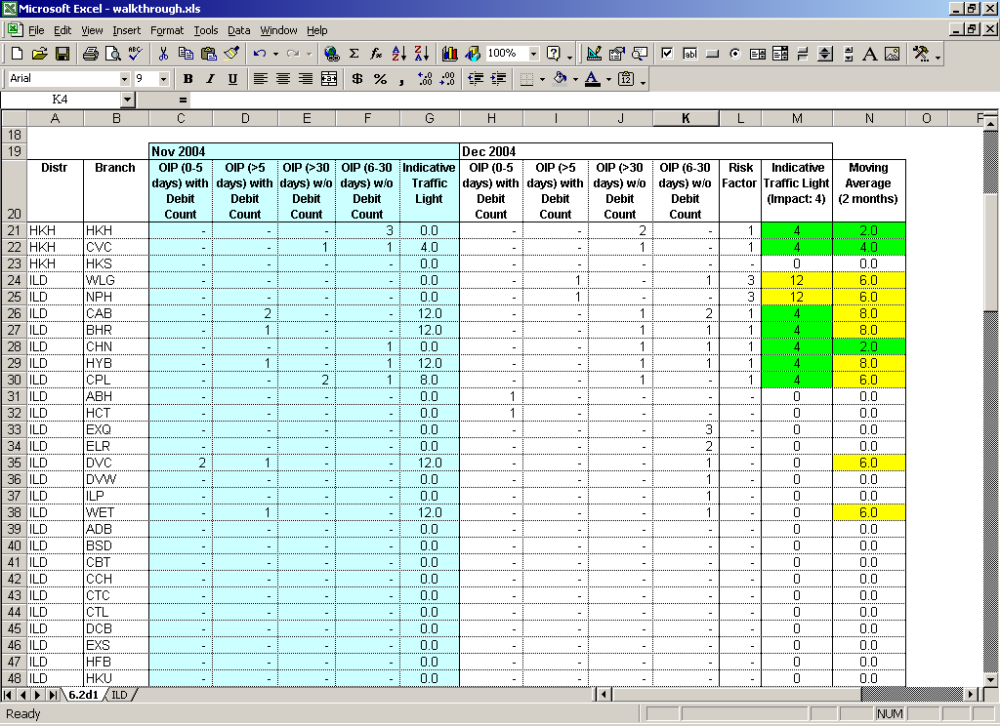 Microsoft Excel - walkthrough.xls
File Edit View Insert Format Tools Data Window Help
100%
Arial 9 B I U $ % ,
K4 =
A B C D E F G H I J K L M N O P
18
19 Nov 2004 Dec 2004
20 Distr Branch OIP (0-5 days) with Debit Count OIP (>5 days) with Debit Count OIP (>30 days) w/o Debit Count OIP (6-30 days) w/o Debit Count Indicative Traffic Light OIP (0-5 days) with Debit Count OIP (>5 days) with Debit Count OIP (>30 days) w/o Debit Count OIP (6-30 days) w/o Debit Count Risk Factor Indicative Traffic Light (Impact: 4) Moving Average (2 months)
21 HKH HKH - - - 3 0.0 - - 2 - 1 4 2.0
22 HKH CVC - - 1 1 4.0 - - 1 - 1 4 4.0
23 HKH HKS - - - - 0.0 - - - - - 0 0.0
24 ILD WLG - - - - 0.0 - 1 - 1 3 12 6.0
25 ILD NPH - - - - 0.0 - 1 - - 3 12 6.0
26 ILD CAB - 2 - - 12.0 - - 1 2 1 4 8.0
27 ILD BHR - 1 - - 12.0 - - 1 1 1 4 8.0
28 ILD CHN - - - 1 0.0 - - 1 1 1 4 2.0
29 ILD HYB - 1 - 1 12.0 - - 1 1 1 4 8.0
30 ILD CPL - - 2 1 8.0 - - 1 - 1 4 6.0
31 ILD ABH - - - - 0.0 1 - - - - 0 0.0
32 ILD HCT - - - - 0.0 1 - - - - 0 0.0
33 ILD EXQ - - - - 0.0 - - - 3 - 0 0.0
34 ILD ELR - - - - 0.0 - - - 2 - 0 0.0
35 ILD DVC 2 1 - - 12.0 - - - 1 - 0 6.0
36 ILD DVW - - - - 0.0 - - - 1 - 0 0.0
37 ILD ILP - - - - 0.0 - - - 1 - 0 0.0
38 ILD WET - 1 - - 12.0 - - - 1 - 0 6.0
39 ILD ADB - - - - 0.0 - - - - - 0 0.0
40 ILD BSD - - - - 0.0 - - - - - 0 0.0
41 ILD CBT - - - - 0.0 - - - - - 0 0.0
42 ILD CCH - - - - 0.0 - - - - - 0 0.0
43 ILD CTC - - - - 0.0 - - - - - 0 0.0
44 ILD CTL - - - - 0.0 - - - - - 0 0.0
45 ILD DCB - - - - 0.0 - - - - - 0 0.0
46 ILD EXS - - - - 0.0 - - - - - 0 0.0
47 ILD HFB - - - - 0.0 - - - - - 0 0.0
48 ILD HKU - - - - 0.0 - - - - - 0 0.0
6.2d1 ILD
Ready NUM